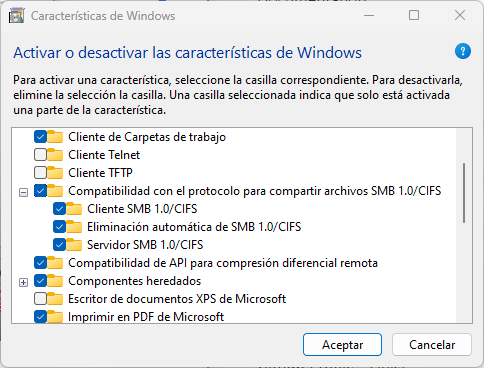 Características de Windows
Activar o desactivar las características de Windows
?
Para activar una característica, seleccione la casilla correspondiente. Para desactivarla,
elimine la selección la casilla. Una casilla seleccionada indica que solo está activada
una parte de la característica.
Cliente de Carpetas de trabajo
Cliente Telnet
Cliente TFTP
Compatibilidad con el protocolo para compartir archivos SMB 1.0/CIFS
Cliente SMB 1.0/CIFS
Eliminación automática de SMB 1.0/CIFS
Servidor SMB 1.0/CIFS
Compatibilidad de API para compresión diferencial remota
Componentes heredados
Escritor de documentos XPS de Microsoft
Imprimir en PDF de Microsoft
Aceptar
Cancelar